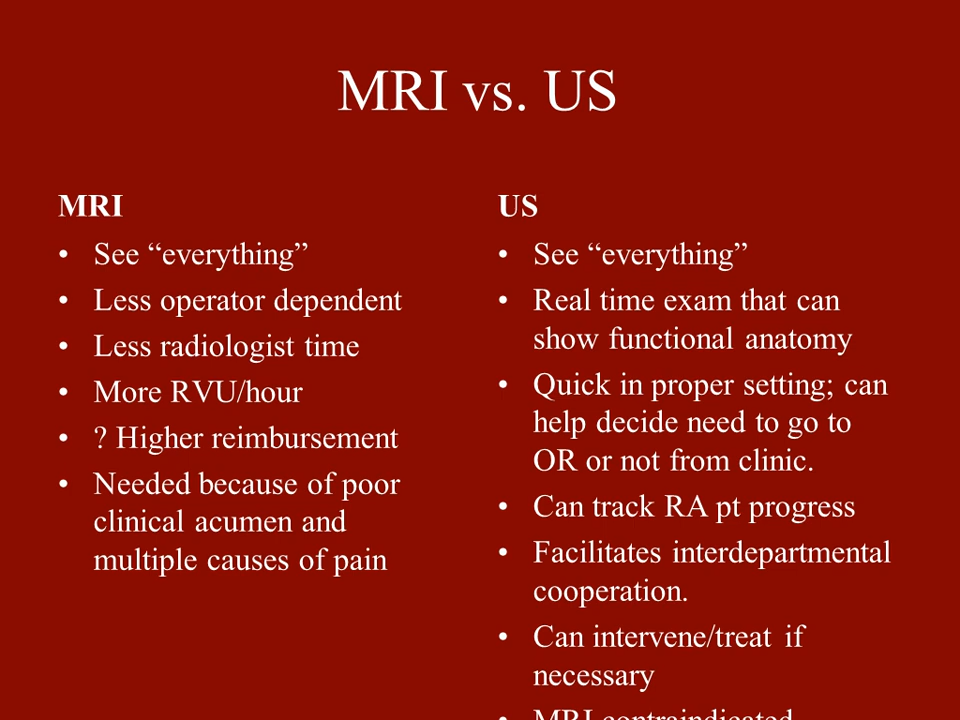 MRI vs. US
MRI
• See “everything”
• Less operator dependent
• Less radiologist time
• More RVU/hour
• ? Higher reimbursement
• Needed because of poor
clinical acumen and
multiple causes of pain
US
• See “everything”
• Real time exam that can
show functional anatomy
• Quick in proper setting; can
help decide need to go to
OR or not from clinic.
• Can track RA pt progress
• Facilitates interdepartmental
cooperation.
• Can intervene/treat if
necessary
• MRI contraindicated